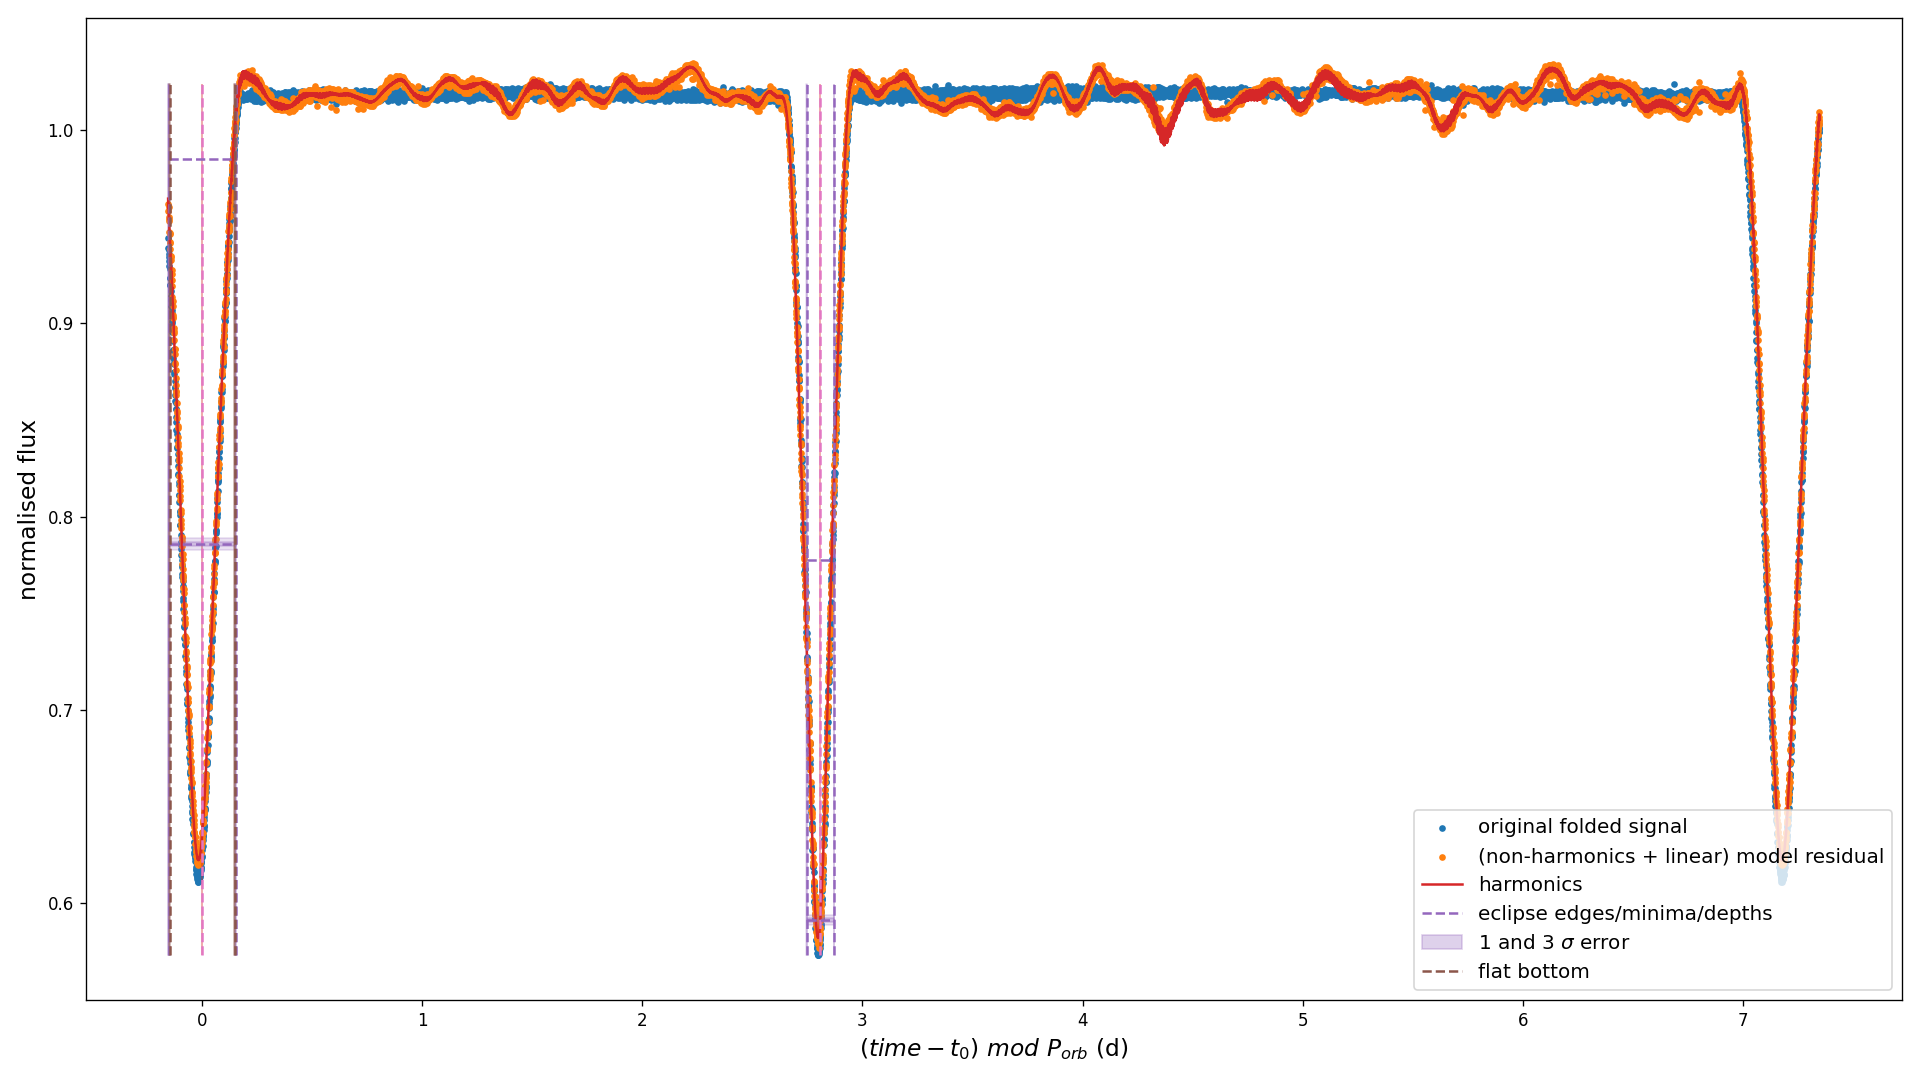 normalised flux
1.0
0.9
0.8
0.7
0.6
0
1
2
3
4
5
6
7
(time − t₀) mod Pₒᵣb (d)
original folded signal
(non-harmonics + linear) model residual
harmonics
eclipse edges/minima/depths
1 and 3 σ error
flat bottom